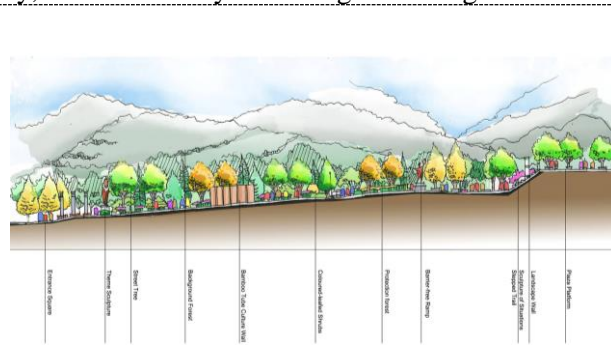 Entrance Square
Theme Sculpture
Street Tree
Background Forest
Bamboo Tube Culture Wall
Coloured-leafed Shrubs
Protection forest
Barrier-free Ramp
Stepped Trail
Sculpture of Situations
Landscape Wall
Plaza Platform